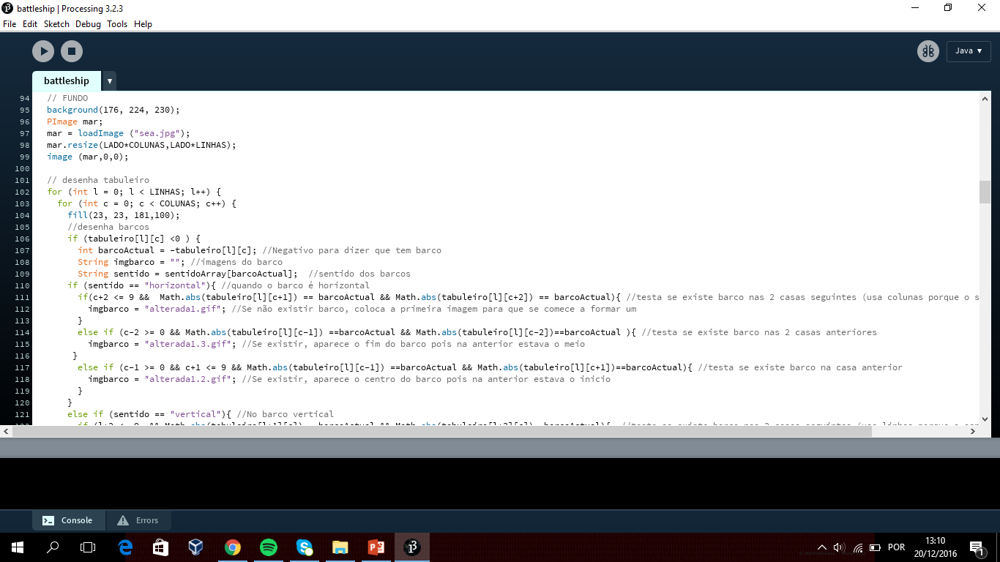 battleship | Processing 3.2.3
File Edit Sketch Debug Tools Help
Java ▼
battleship ▼
94 // FUNDO
95 background(176, 224, 230);
96 PImage mar;
97 mar = loadImage ("sea.jpg");
98 mar.resize(LADO*COLUNAS,LADO*LINHAS);
99 image (mar,0,0);
100
101 // desenha tabuleiro
102 for (int l = 0; l < LINHAS; l++) {
103 for (int c = 0; c < COLUNAS; c++) {
104 fill(23, 23, 181,100);
105 //desenha barcos
106 if (tabuleiro[l][c] <0 ) {
107 int barcoActual = -tabuleiro[l][c]; //Negativo para dizer que tem barco
108 String imgbarco = ""; //imagens do barco
109 String sentido = sentidoArray[barcoActual]; //sentido dos barcos
110 if (sentido == "horizontal"){ //quando o barco é horizontal
111 if(c+2 <= 9 && Math.abs(tabuleiro[l][c+1]) == barcoActual && Math.abs(tabuleiro[l][c+2]) == barcoActual){ //testa se existe barco nas 2 casas seguintes (usa colunas porque o s
112 imgbarco = "alterada1.gif"; //Se não existir barco, coloca a primeira imagem para que se comece a formar um
113 }
114 else if (c-2 >= 0 && Math.abs(tabuleiro[l][c-1]) ==barcoActual && Math.abs(tabuleiro[l][c-2])==barcoActual ){ //testa se existe barco nas 2 casas anteriores
115 imgbarco = "alterada1.3.gif"; //Se existir, aparece o fim do barco pois na anterior estava o meio
116 }
117 else if (c-1 >= 0 && c+1 <= 9 && Math.abs(tabuleiro[l][c-1]) ==barcoActual && Math.abs(tabuleiro[l][c+1])==barcoActual){ //testa se existe barco na casa anterior
118 imgbarco = "alterada1.2.gif"; //Se existir, aparece o centro do barco pois na anterior estava o inicio
119 }
120 }
121 else if (sentido == "vertical"){ //No barco vertical
Console Errors
POR
13:10
20/12/2016
1